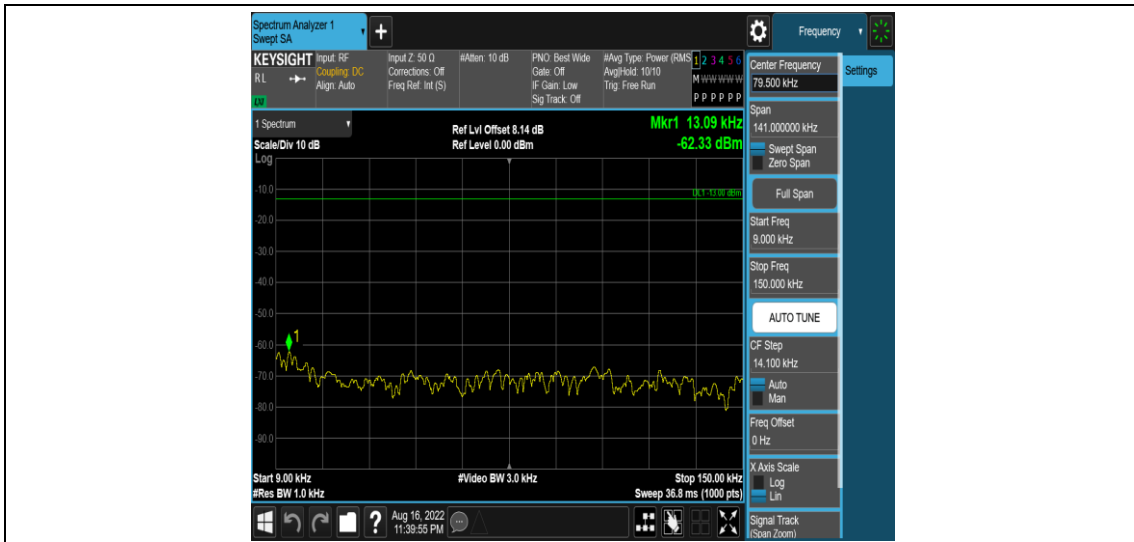 Spectrum Analyzer 1
Swept SA
+
Frequency
KEYSIGHT
RL
Input: RF
Coupling: DC
Align: Auto
Input Z: 50 Ω
Corrections: Off
Freq Ref: Int (S)
#Atten: 10 dB
PNO: Best Wide
Gate: Off
IF Gain: Low
Sig Track: Off
#Avg Type: Power (RMS
Avg|Hold: 10/10
Trig: Free Run
1 2 3 4 5 6
M W W W W W
P P P P P P
Center Frequency
79.500 kHz
Settings
Span
141.000000 kHz
Swept Span
Zero Span
Full Span
Start Freq
9.000 kHz
Stop Freq
150.000 kHz
AUTO TUNE
CF Step
14.100 kHz
Auto
Man
Freq Offset
0 Hz
X Axis Scale
Log
Lin
Signal Track
(Span Zoom)
1 Spectrum
Scale/Div 10 dB
Log
Ref Lvl Offset 8.14 dB
Ref Level 0.00 dBm
Mkr1 13.09 kHz
-62.33 dBm
DL1 -13.00 dBm
-10.0
-20.0
-30.0
-40.0
-50.0
-60.0
-70.0
-80.0
-90.0
1
Start 9.00 kHz
#Res BW 1.0 kHz
#Video BW 3.0 kHz
Stop 150.00 kHz
Sweep 36.8 ms (1000 pts)
?
Aug 16, 2022
11:39:55 PM